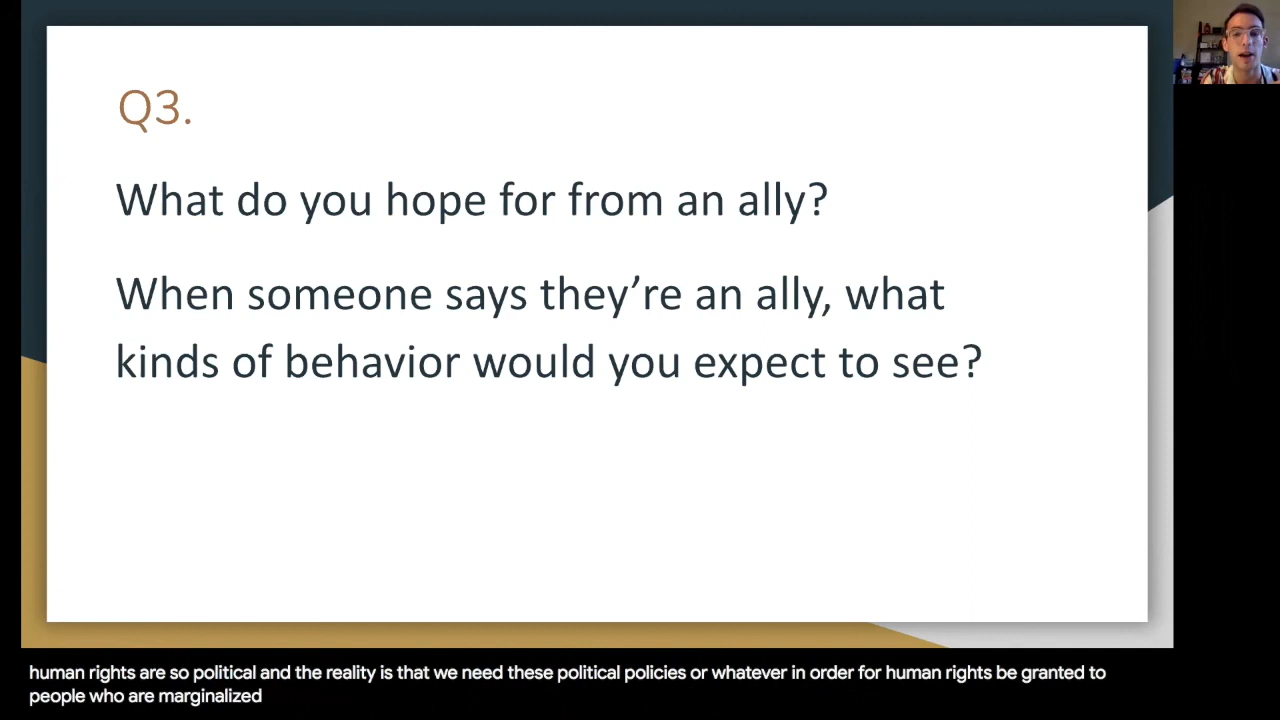 Q3.
What do you hope for from an ally?
When someone says they’re an ally, what
kinds of behavior would you expect to see?
human rights are so political and the reality is that we need these political policies or whatever in order for human rights be granted to
people who are marginalized